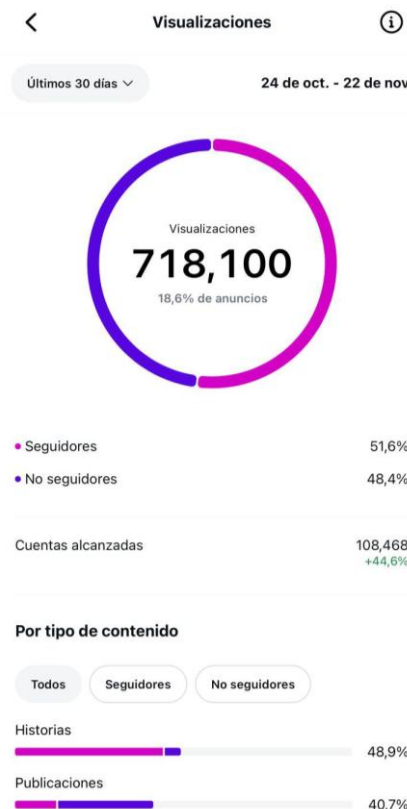 Visualizaciones
Últimos 30 días
24 de oct. - 22 de nov
Visualizaciones
718,100
18,6% de anuncios
Seguidores 51,6%
No seguidores 48,4%
Cuentas alcanzadas 108,468
+44,6%
Por tipo de contenido
Todos Seguidores No seguidores
Historias
48,9%
Publicaciones
40,7%